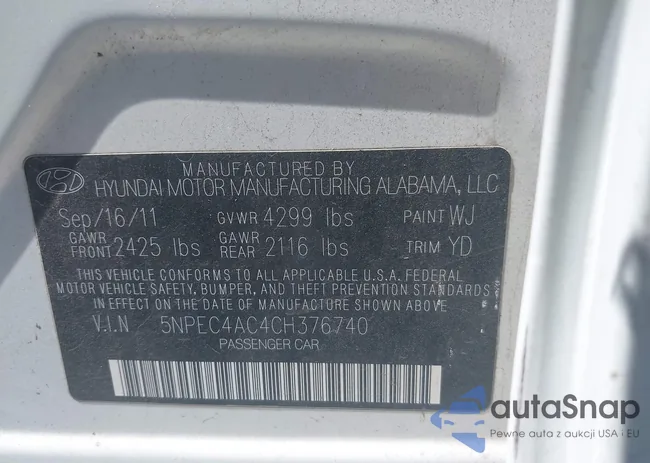 MANUFACTURED BY
HYUNDAI MOTOR MANUFACTURING ALABAMA, LLC
Sep/16/11 GVWR 4299 lbs PAINT WJ
GAWR FRONT 2425 lbs GAWR REAR 2116 lbs TRIM YD
THIS VEHICLE CONFORMS TO ALL APPLICABLE U.S.A. FEDERAL
MOTOR VEHICLE SAFETY, BUMPER, AND THEFT PREVENTION STANDARDS
IN EFFECT ON THE DATE OF MANUFACTURE SHOWN ABOVE
V.I.N 5NPEC4AC4CH376740
PASSENGER CAR
autaSnap
Pewne auta z aukcji USA i EU